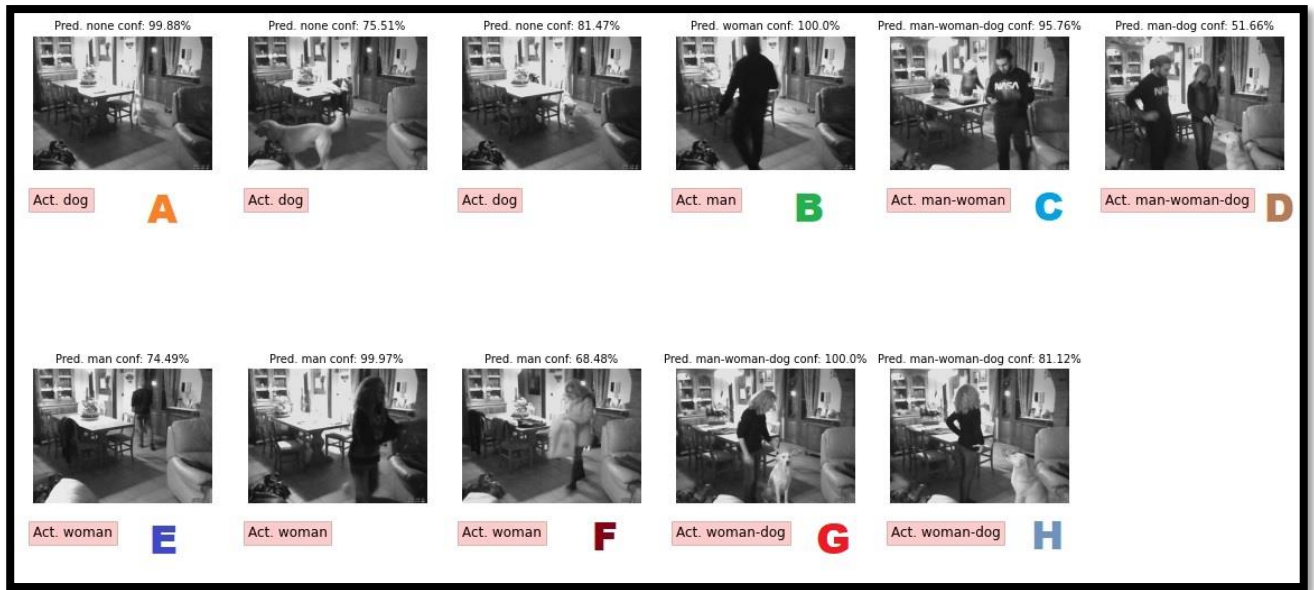 Pred. none conf: 99.88%
Pred. none conf: 75.51%
Pred. none conf: 81.47%
Pred. woman conf: 100.0%
Pred. man-woman-dog conf: 95.76%
Pred. man-dog conf: 51.66%
NASA
Act. dog
A
Act. dog
Act. dog
Act. man
B
Act. man-woman
C
Act. man-woman-dog
D
Pred. man conf: 74.49%
Pred. man conf: 99.97%
Pred. man conf: 68.48%
Pred. man-woman-dog conf: 100.0%
Pred. man-woman-dog conf: 81.12%
Act. woman
E
Act. woman
Act. woman
F
Act. woman-dog
G
Act. woman-dog
H